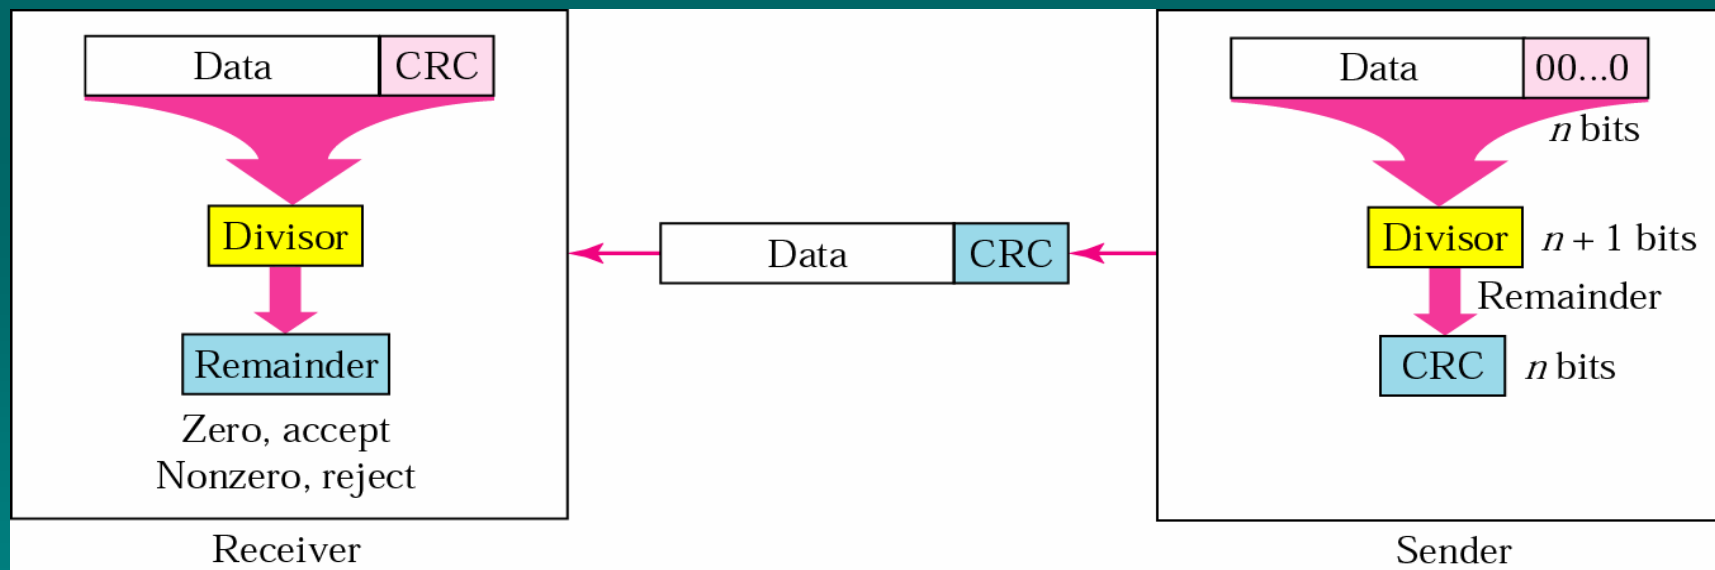 Data CRC
Divisor
Remainder
Zero, accept
Nonzero, reject
Receiver
Data CRC
Data 00...0
n bits
Divisor n + 1 bits
Remainder
CRC n bits
Sender